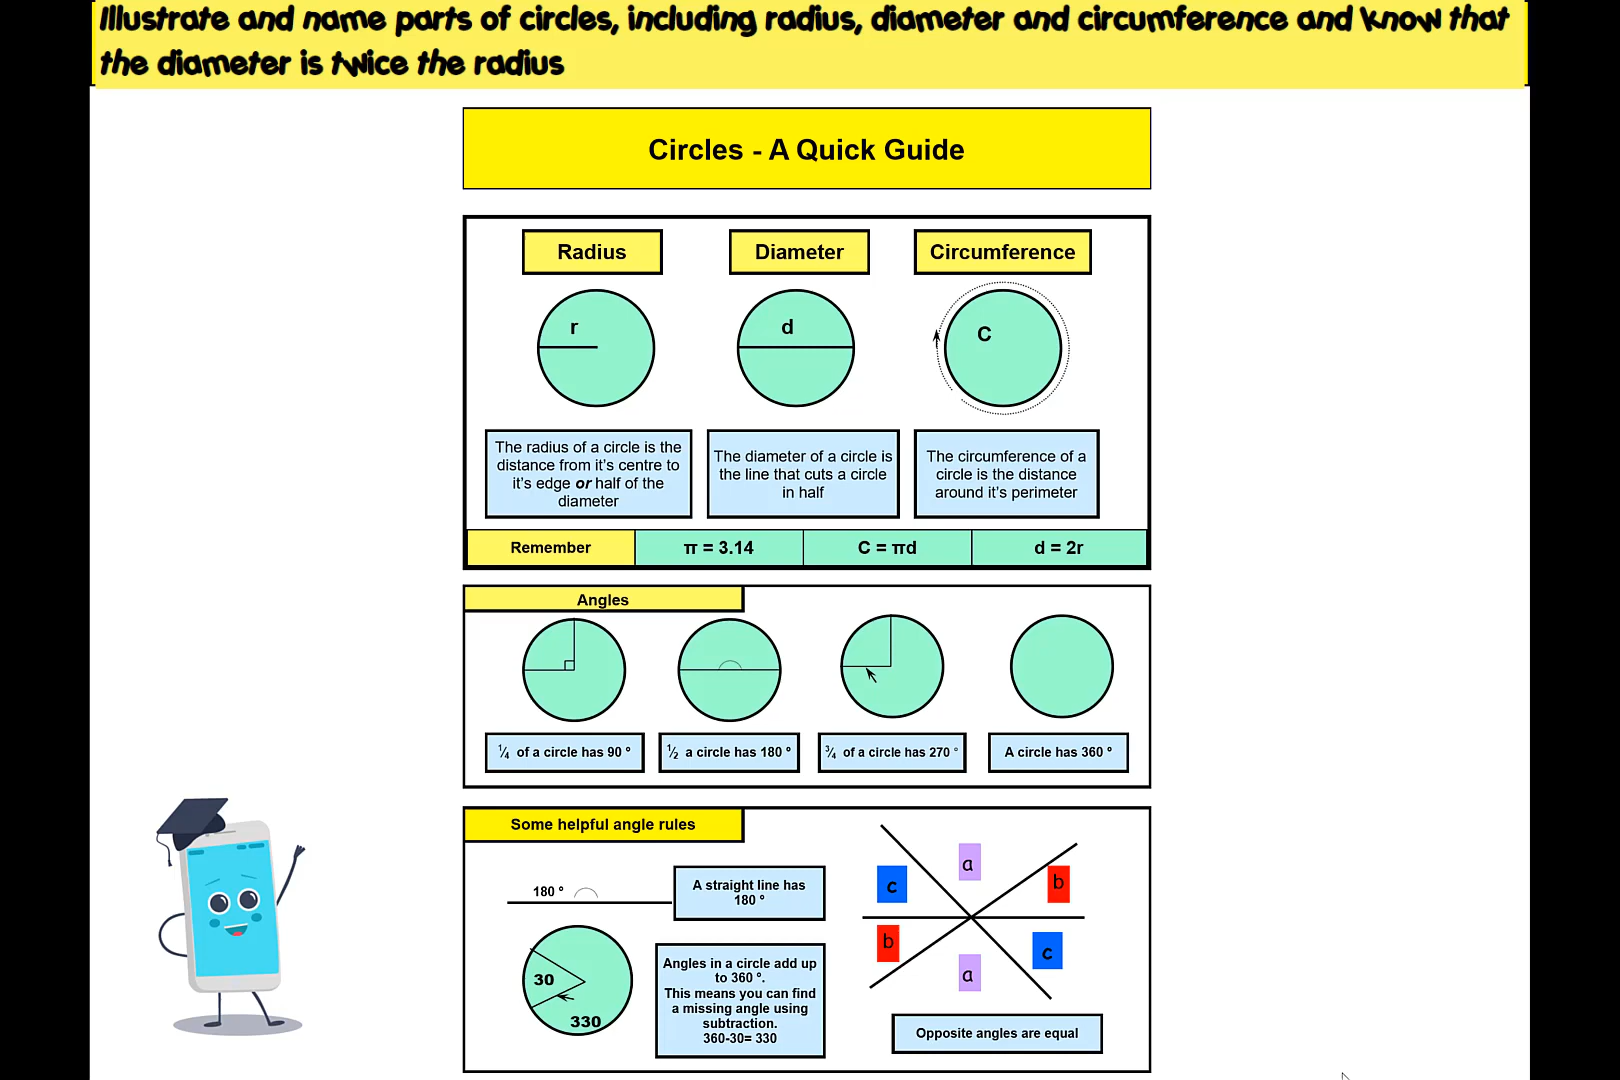 Illustrate and name parts of circles, including radius, diameter and circumference and know that
the diameter is twice the radius
Circles - A Quick Guide
Radius
Diameter
Circumference
r
d
C
The radius of a circle is the
distance from it's centre to
it's edge or half of the
diameter
The diameter of a circle is
the line that cuts a circle
in half
The circumference of a
circle is the distance
around it's perimeter
Remember
π = 3.14
C = πd
d = 2r
Angles
¼ of a circle has 90 º
½ a circle has 180 º
¾ of a circle has 270 °
A circle has 360 º
Some helpful angle rules
180 º
A straight line has
180 º
30
330
Angles in a circle add up
to 360 º.
This means you can find
a missing angle using
subtraction.
360-30= 330
a
c
b
b
c
a
Opposite angles are equal